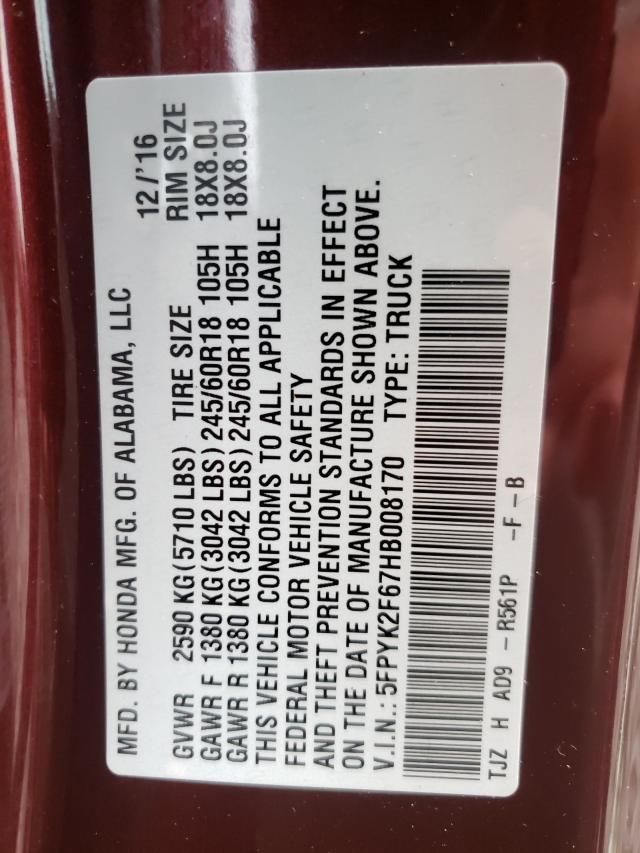 MFD. BY HONDA MFG. OF ALABAMA, LLC 12/'16
GVWR 2590 KG(5710 LBS) TIRE SIZE RIM SIZE
GAWR F 1380 KG(3042 LBS)245/60R18 105H 18X8.0J
GAWR R 1380 KG(3042 LBS)245/60R18 105H 18X8.0J
THIS VEHICLE CONFORMS TO ALL APPLICABLE
FEDERAL MOTOR VEHICLE SAFETY
AND THEFT PREVENTION STANDARDS IN EFFECT
ON THE DATE OF MANUFACTURE SHOWN ABOVE.
V.I.N.: 5FPYK2F67HB008170 TYPE: TRUCK
TJZ H AD9 -R561P -F-B